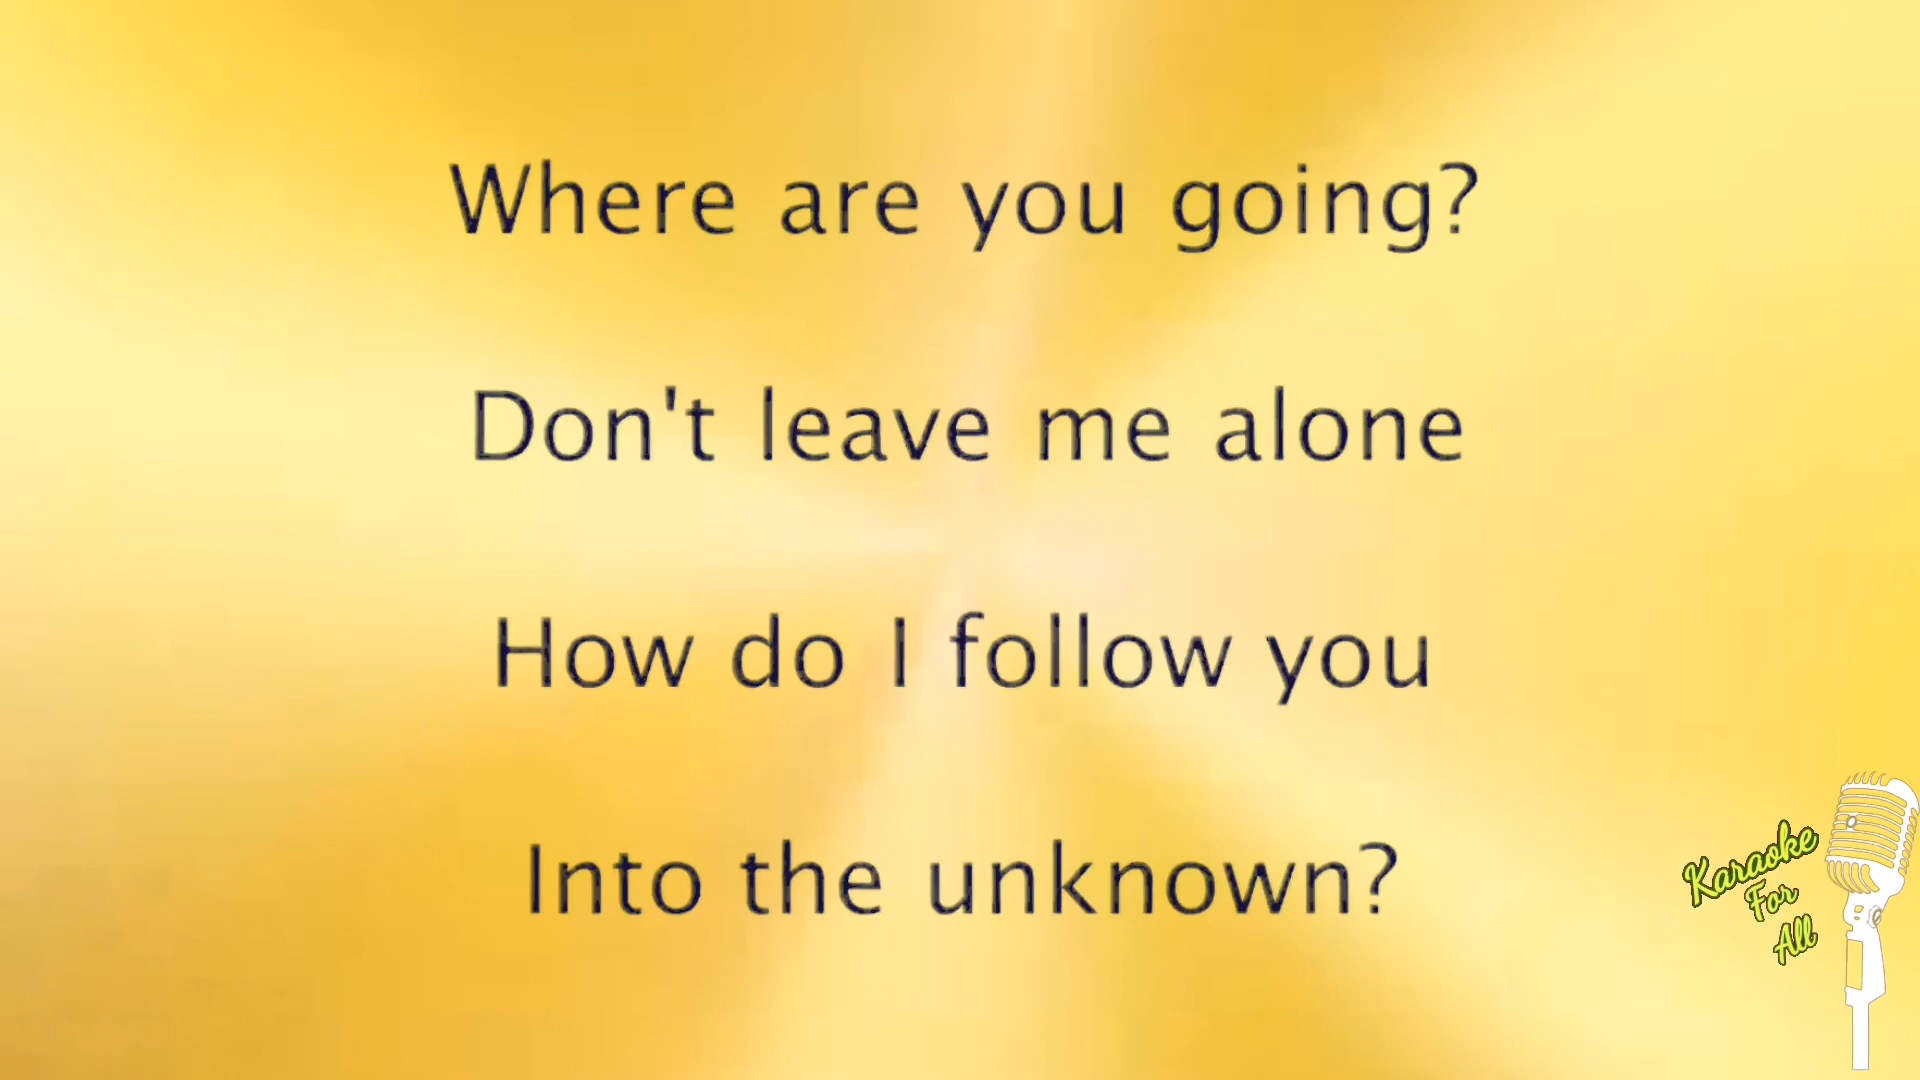 Where are you going?
Don't leave me alone
How do I follow you
Into the unknown?
Karaoke
For
All